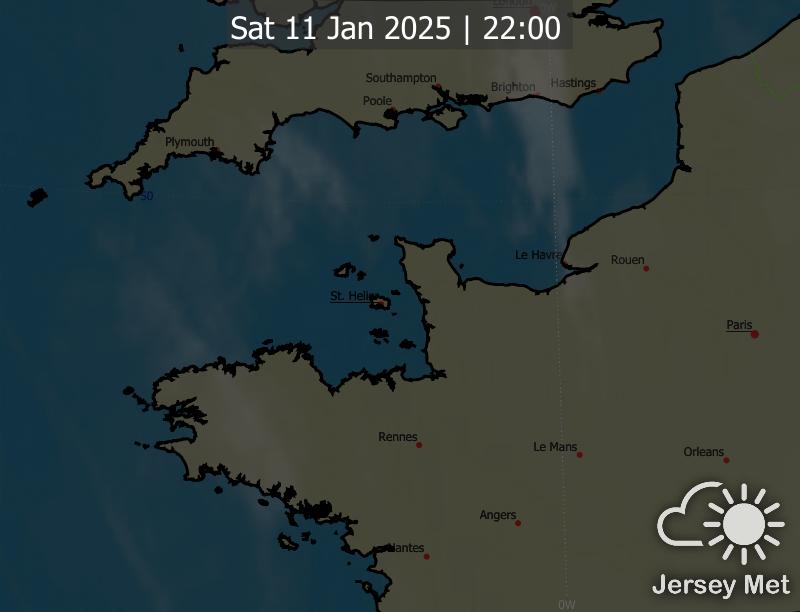 London
Sat 11 Jan 2025 | 22:00
Southampton
Brighton
Hastings
Poole
Plymouth
50
Le Havre
Rouen
St. Helier
Paris
Rennes
Le Mans
Orleans
Angers
Nantes
Jersey Met
0W